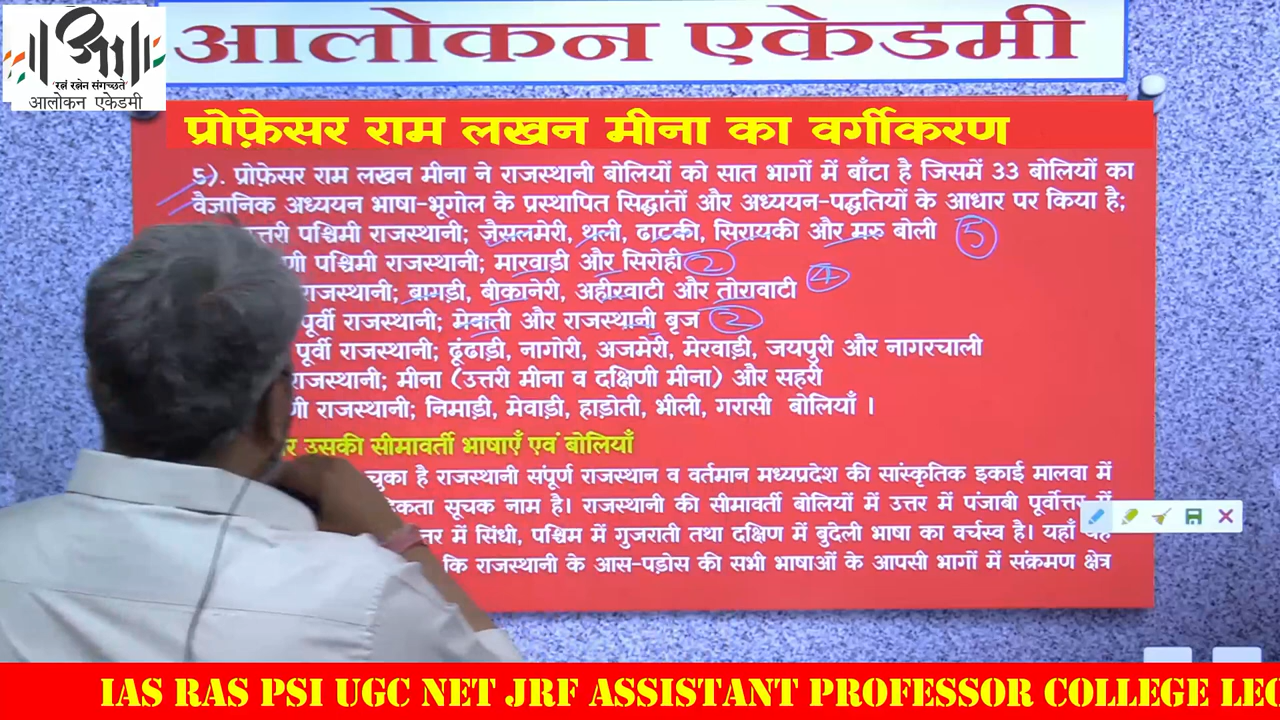 आलोकन एकेडमी
'रत्नं रत्नेन संगच्छते'
आलोकन एकेडमी
प्रोफ़ेसर राम लखन मीना का वर्गीकरण
5). प्रोफ़ेसर राम लखन मीना ने राजस्थानी बोलियों को सात भागों में बाँटा है जिसमें 33 बोलियों का
वैज्ञानिक अध्ययन भाषा-भूगोल के प्रस्थापित सिद्धांतों और अध्ययन-पद्धतियों के आधार पर किया है;
पश्चिमी राजस्थानी; जैसलमेरी, थली, ढाटकी, सिरायकी और मरु बोली 5
पश्चिमी राजस्थानी; मारवाड़ी और सिरोही 2
राजस्थानी; बागड़ी, बीकानेरी, अहीरवाटी और तोरावाटी 4
पूर्वी राजस्थानी; मेवाती और राजस्थानी बृज 2
पूर्वी राजस्थानी; ढूंढाड़ी, नागोरी, अजमेरी, मेरवाड़ी, जयपुरी और नागरचाली
राजस्थानी; मीना (उत्तरी मीना व दक्षिणी मीना) और सहरी
राजस्थानी; निमाड़ी, मेवाड़ी, हाड़ोती, भीली, गरासी बोलियाँ ।
उसकी सीमावर्ती भाषाएँ एवं बोलियाँ
चुका है राजस्थानी संपूर्ण राजस्थान व वर्तमान मध्यप्रदेश की सांस्कृतिक इकाई मालवा में
सूचक नाम है। राजस्थानी की सीमावर्ती बोलियों में उत्तर में पंजाबी पूर्वोत्तर में
में सिंधी, पश्चिम में गुजराती तथा दक्षिण में बुदेली भाषा का वर्चस्व है। यहाँ यह
कि राजस्थानी के आस-पड़ोस की सभी भाषाओं के आपसी भागों में संक्रमण क्षेत्र
IAS RAS PSI UGC NET JRF ASSISTANT PROFESSOR COLLEGE LEC